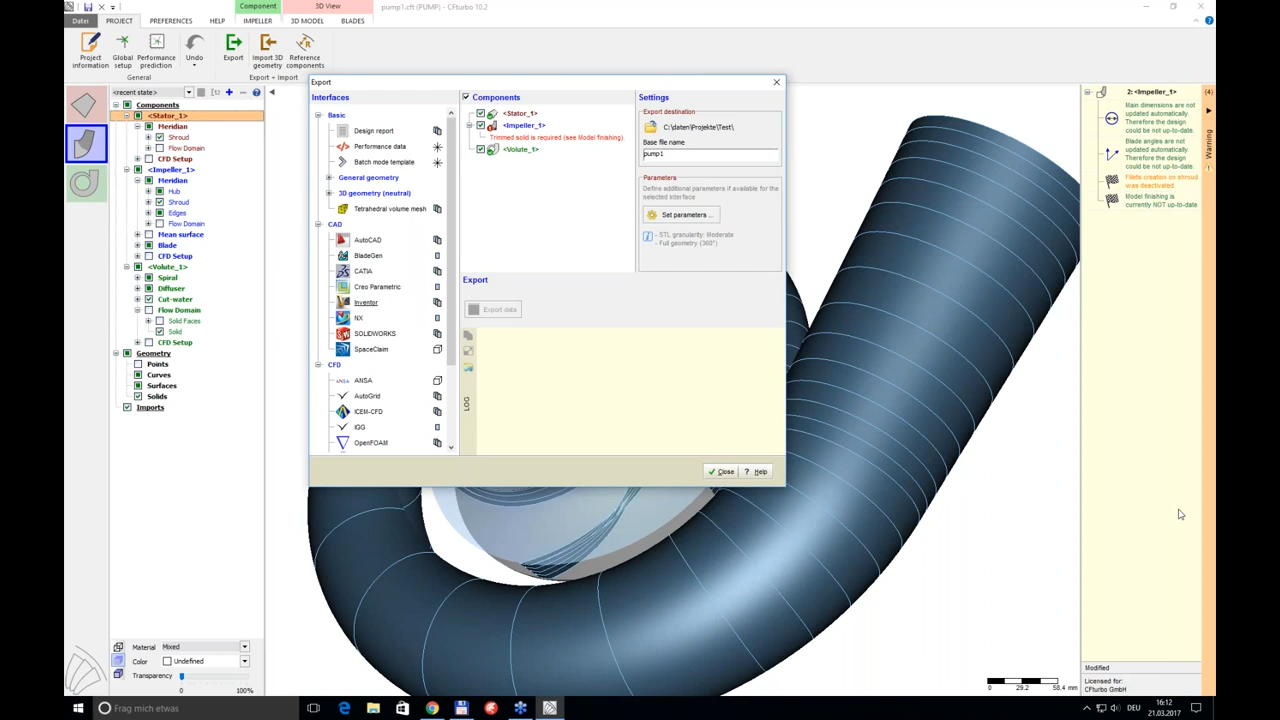 Component
3D View
pump1.cft (PUMP) - CFturbo 10.2
Datei
PROJECT
PREFERENCES
HELP
IMPELLER
3D MODEL
BLADES
Project
information
Global
setup
Performance
prediction
Undo
Export
Import 3D
geometry
Reference
components
General
Export + Import
<recent state>
Components
<Stator_1>
Meridian
Shroud
Flow Domain
CFD Setup
<Impeller_1>
Meridian
Hub
Shroud
Edges
Flow Domain
Mean surface
Blade
CFD Setup
<Volute_1>
Spiral
Diffuser
Cut-water
Flow Domain
Solid Faces
Solid
CFD Setup
Geometry
Points
Curves
Surfaces
Solids
Imports
Material
Mixed
Color
Undefined
Transparency
0
100%
Export
Interfaces
Basic
Design report
Performance data
Batch mode template
General geometry
3D geometry (neutral)
Tetrahedral volume mesh
CAD
AutoCAD
BladeGen
CATIA
Creo Parametric
Inventor
NX
SOLIDWORKS
SpaceClaim
CFD
ANSA
AutoGrid
ICEM-CFD
IGG
OpenFOAM
Components
<Stator_1>
<Impeller_1>
Trimmed solid is required (see Model finishing).
<Volute_1>
Settings
Export destination
C:\daten\Projekte\Test\
Base file name
pump1
Parameters
Define additional parameters if available for the
selected interface
Set parameters ...
- STL granularity: Moderate
- Full geometry (360°)
Export
Export data
LOG
Close
? Help
2: <Impeller_1>
(4)
Main dimensions are not
updated automatically.
Therefore the design
could be not up-to-date.
Blade angles are not
updated automatically.
Therefore the design
could be not up-to-date.
Fillets creation on shroud
was deactivated.
Model finishing is
currently NOT up-to-date
Warning
0
29.2
58.4 mm
Modified
Licensed for:
CFturbo GmbH
Frag mich etwas
DEU
16:12
21.03.2017